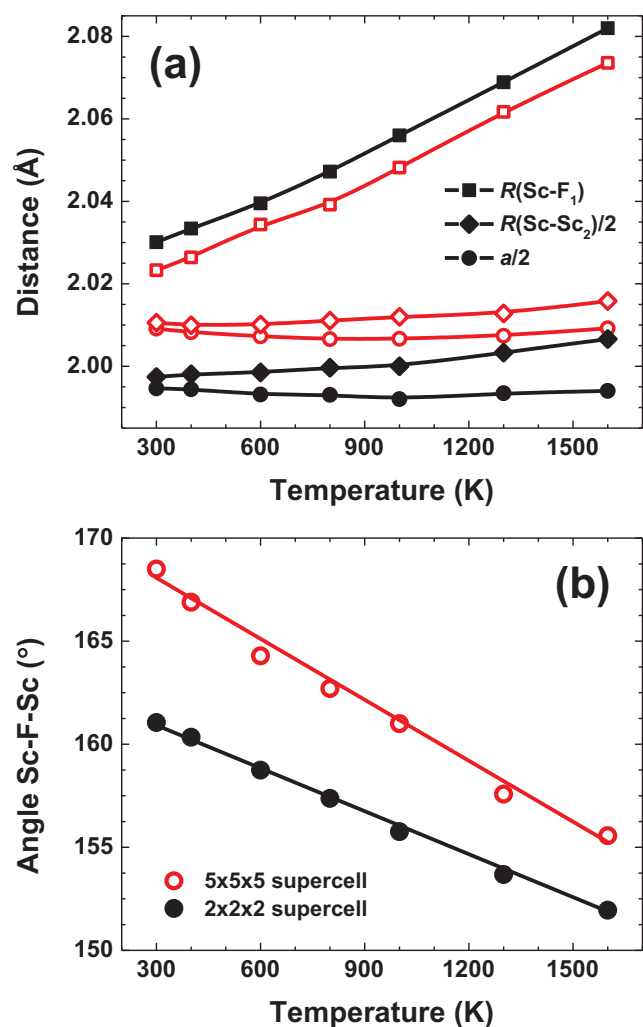 (a)
2.08
2.06
2.04
2.02
2.00
Distance (Å)
R(Sc-F₁)
R(Sc-Sc₂)/2
a/2
300 600 900 1200 1500
Temperature (K)
(b)
170
165
160
155
150
Angle Sc-F-Sc (°)
5x5x5 supercell
2x2x2 supercell
300 600 900 1200 1500
Temperature (K)